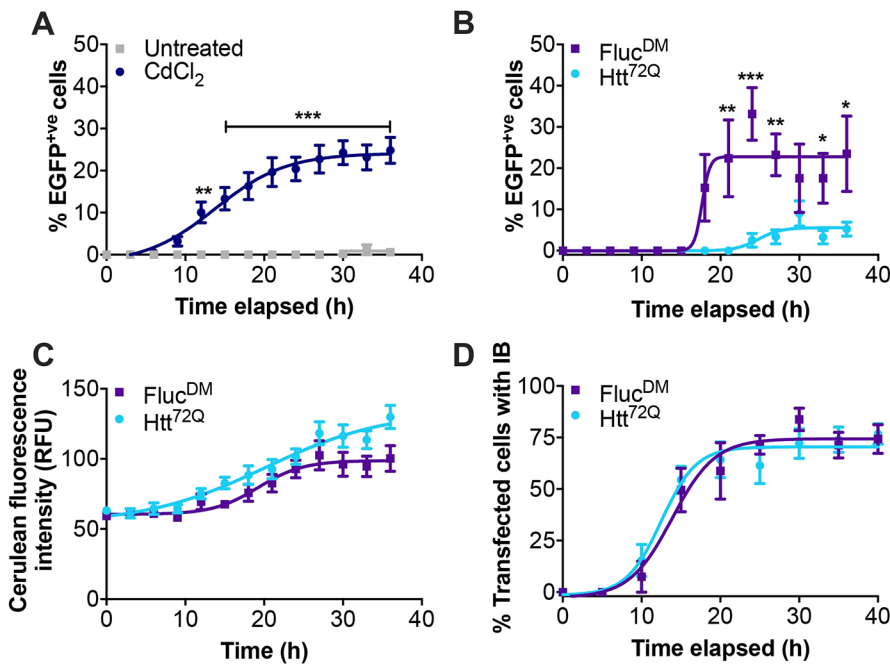 A
Untreated
CdCl2
***
**
50
40
30
20
10
0
% EGFP+ve cells
0 10 20 30 40
Time elapsed (h)
B
FlucDM
Htt72Q
***
** ** * *
50
40
30
20
10
0
% EGFP+ve cells
0 10 20 30 40
Time elapsed (h)
C
FlucDM
Htt72Q
150
100
50
0
Cerulean fluorescence
intensity (RFU)
0 10 20 30 40
Time (h)
D
FlucDM
Htt72Q
100
75
50
25
0
% Transfected cells with IB
0 10 20 30 40
Time elapsed (h)